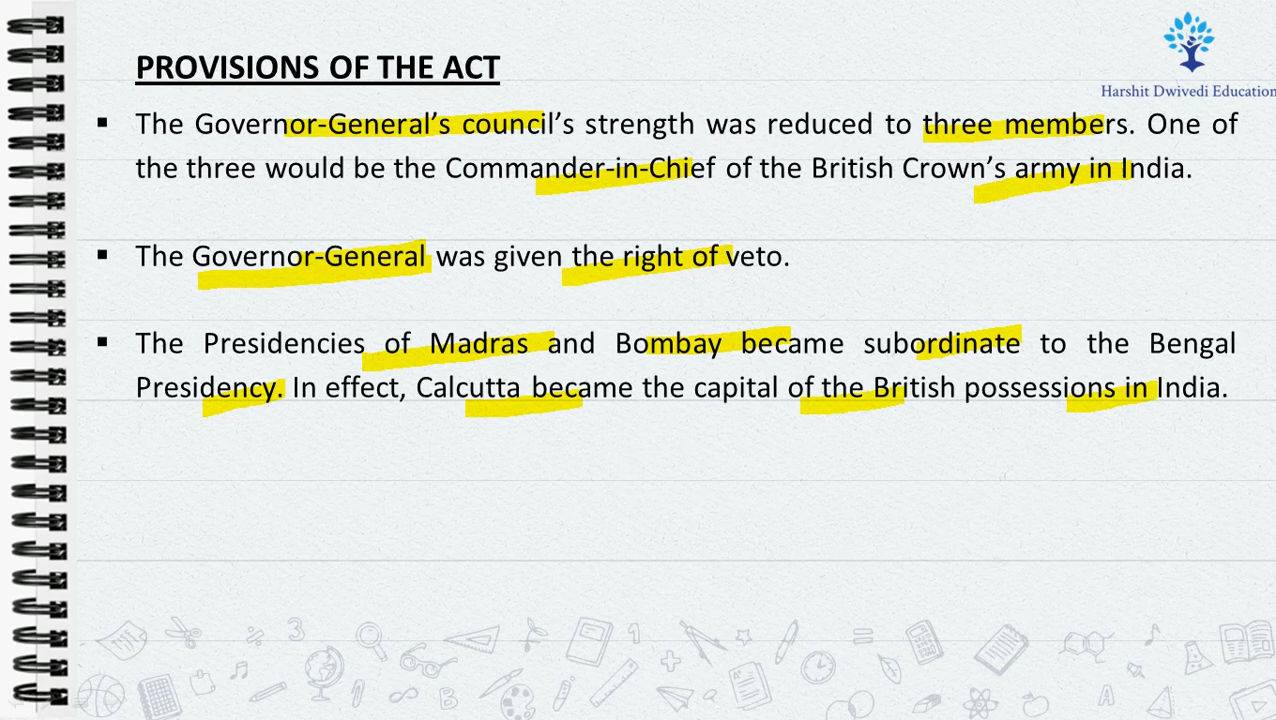 PROVISIONS OF THE ACT
Harshit Dwivedi Education
▪ The Governor-General’s council’s strength was reduced to three members. One of
the three would be the Commander-in-Chief of the British Crown’s army in India.
▪ The Governor-General was given the right of veto.
▪ The Presidencies of Madras and Bombay became subordinate to the Bengal
Presidency. In effect, Calcutta became the capital of the British possessions in India.